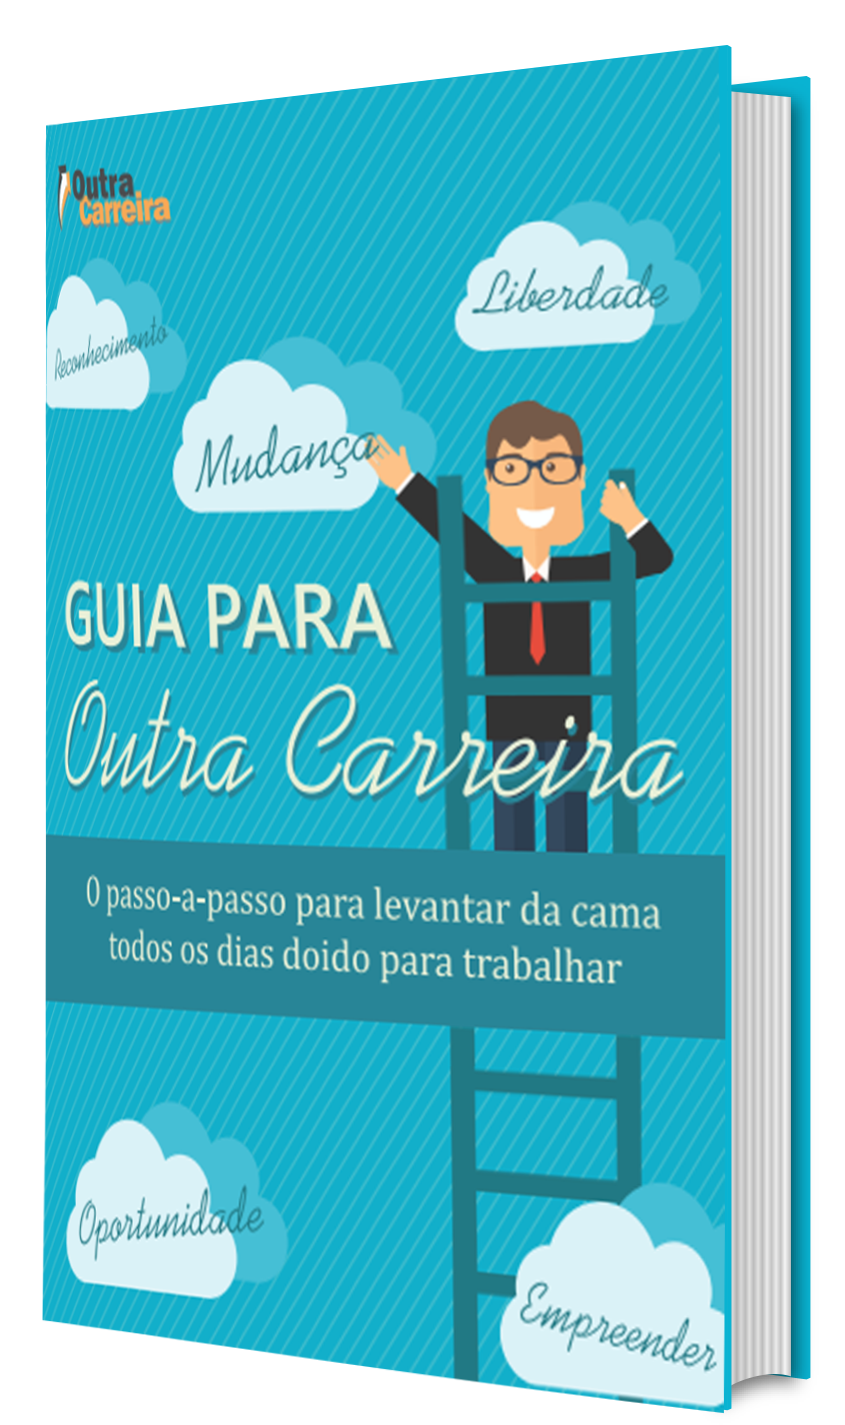 Outra
Carreira
Liberdade
Reconhecimento
Mudança
GUIA PARA
Outra Carreira
O passo-a-passo para levantar da cama
todos os dias doido para trabalhar
Oportunidade
Empreender